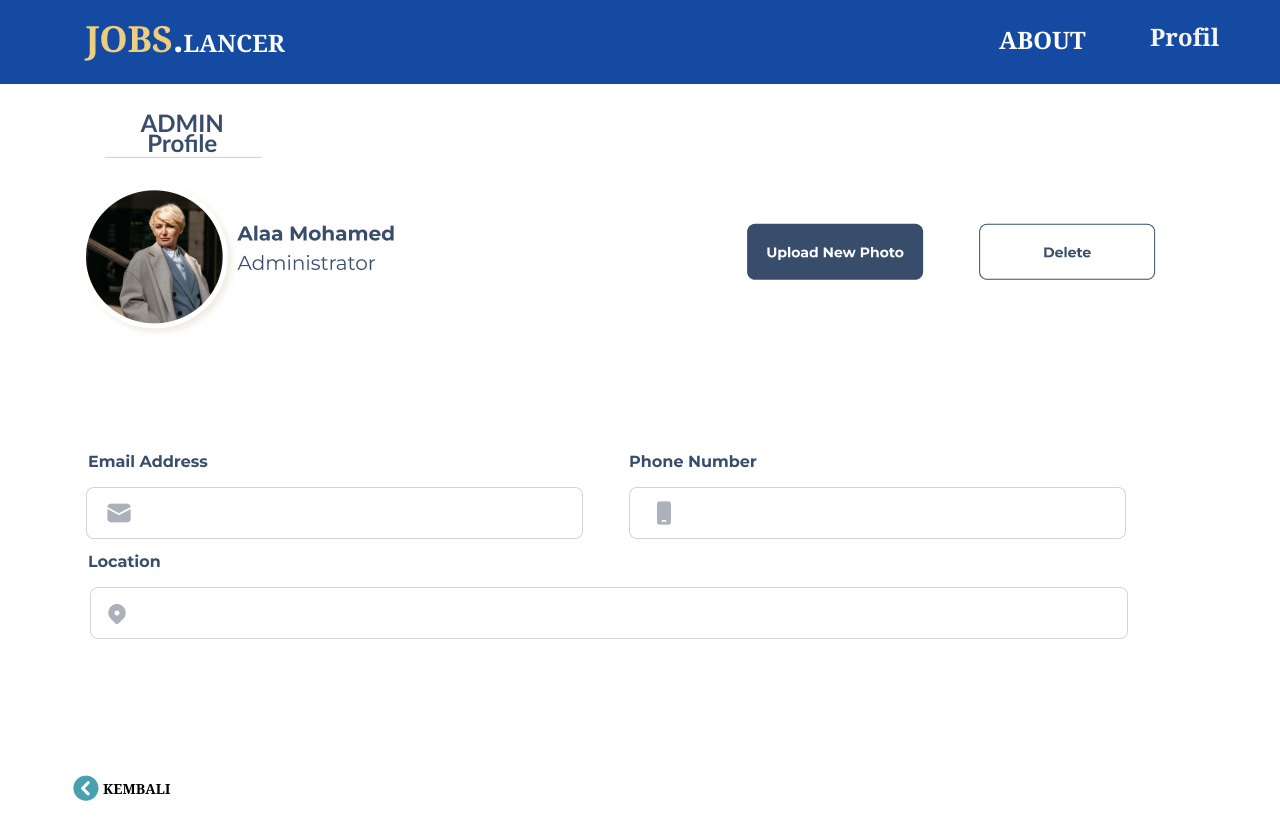 JOBS.LANCER
ABOUT
Profil
ADMIN
Profile
Alaa Mohamed
Administrator
Upload New Photo
Delete
Email Address
Phone Number
Location
KEMBALI